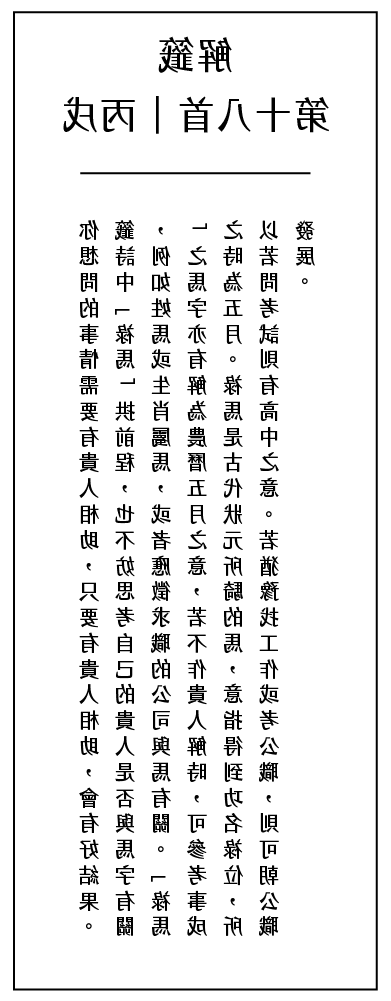 解籤
第十八首｜丙戌
你想問的事情需要有貴人相助，只要有貴人相助，會有好結果。
籤詩中「祿馬」拱前程，也不妨思考自己的貴人是否與馬字有關
，例如姓馬或生肖屬馬，或者應徵求職的公司與馬有關。「祿馬
」之馬字亦有解為農曆五月之意，若不作貴人解時，可參考事成
之時為五月。祿馬是古代狀元所騎的馬，意指得到功名祿位，所
以若問考試則有高中之意。若猶豫找工作或考公職，則可朝公職
發展。